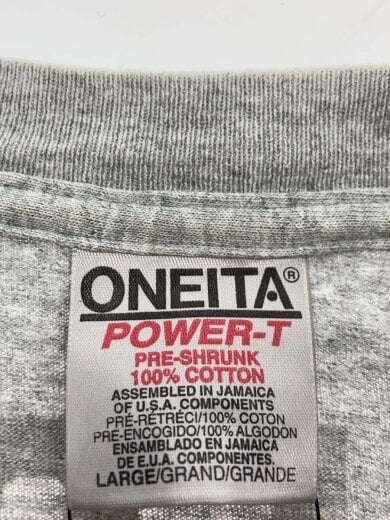 ONEITA®
POWER-T
PRE-SHRUNK
100% COTTON
ASSEMBLED IN JAMAICA
OF U.S.A. COMPONENTS
PRÉ-RÉTRÉCI/100% COTON
PRE-ENCOGIDO/100% ALGODON
ENSAMBLADO EN JAMAICA
DE E.U.A. COMPONENTES.
LARGE/GRAND/GRANDE